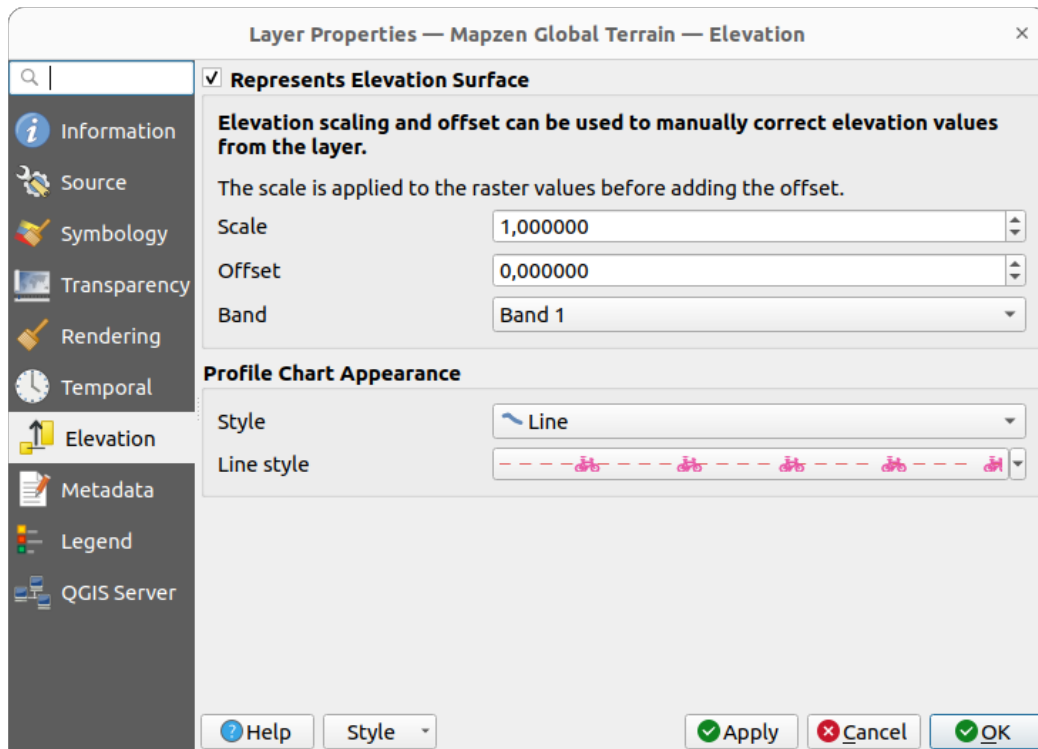 Layer Properties — Mapzen Global Terrain — Elevation
Information
Source
Symbology
Transparency
Rendering
Temporal
Elevation
Metadata
Legend
QGIS Server
Represents Elevation Surface
Elevation scaling and offset can be used to manually correct elevation values
from the layer.
The scale is applied to the raster values before adding the offset.
Scale 1,000000
Offset 0,000000
Band Band 1
Profile Chart Appearance
Style Line
Line style
Help Style Apply Cancel OK